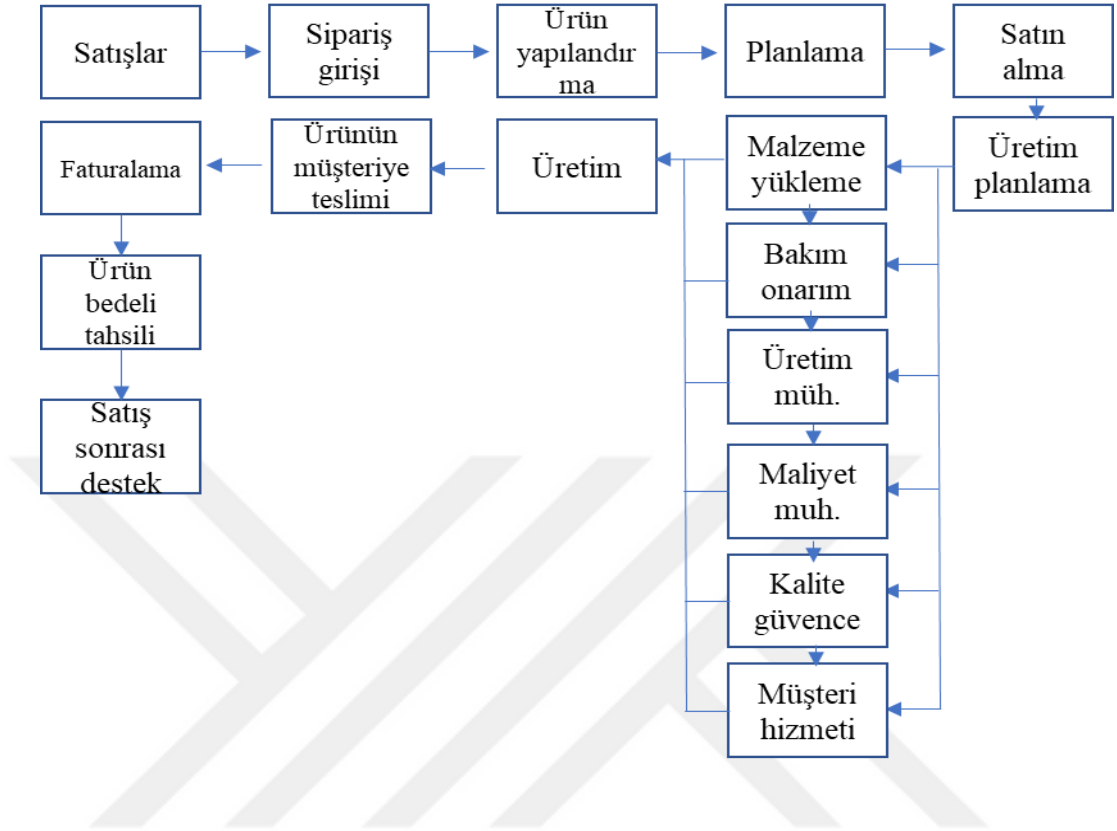 Satışlar
Sipariş
girişi
Ürün
yapılandır
ma
Planlama
Satın
alma
Faturalama
Ürünün
müşteriye
teslimi
Üretim
Malzeme
yükleme
Üretim
planlama
Ürün
bedeli
tahsili
Bakım
onarım
Satış
sonrası
destek
Üretim
müh.
Maliyet
muh.
Kalite
güvence
Müşteri
hizmeti